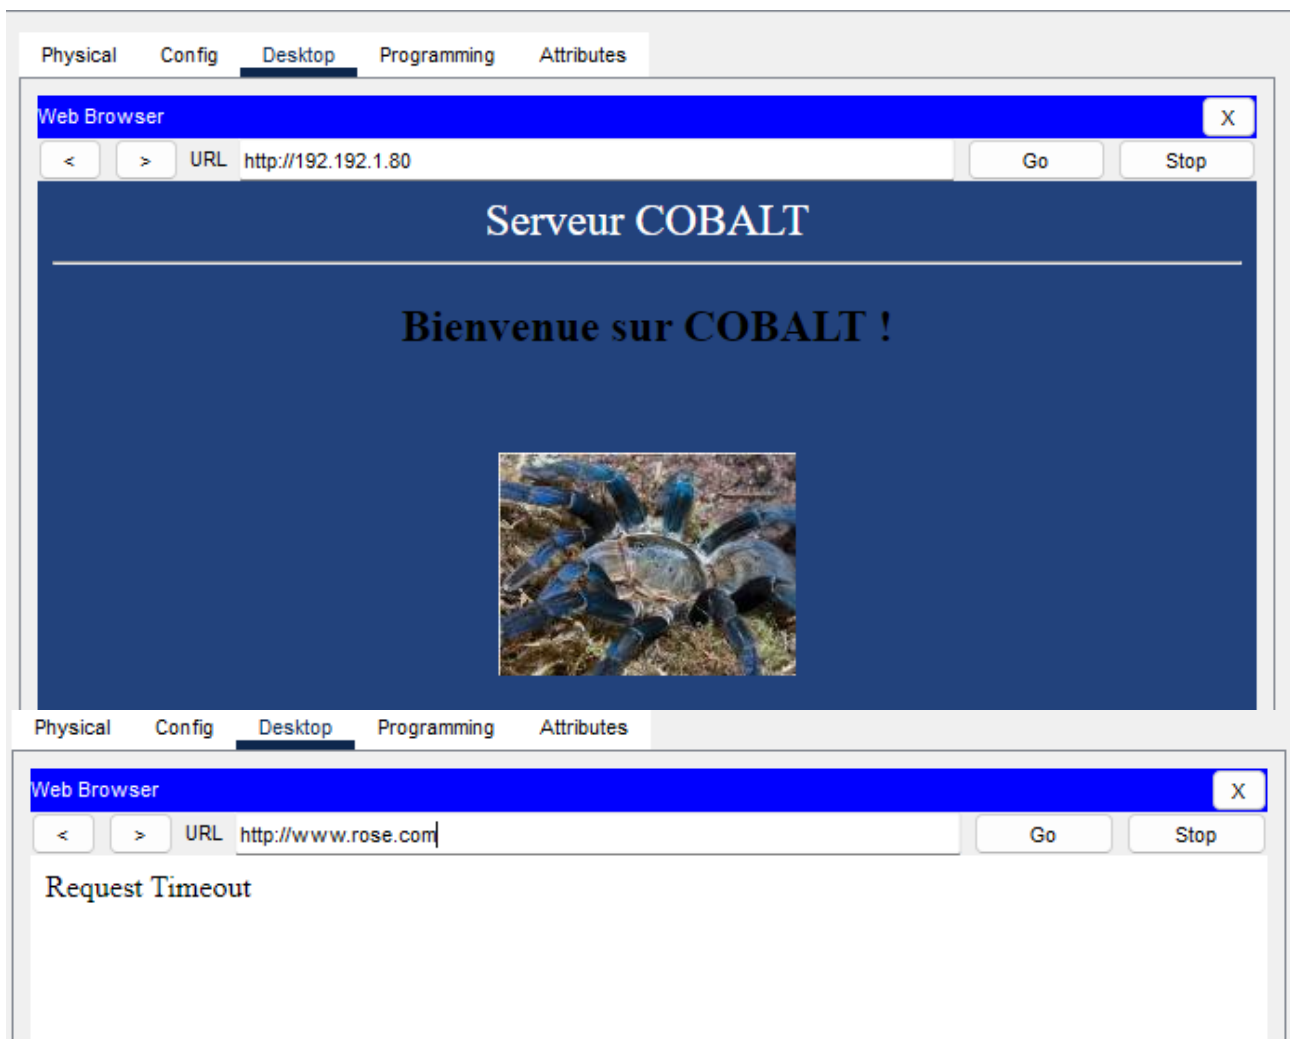 Physical Config Desktop Programming Attributes
Web Browser X
< > URL http://192.192.1.80 Go Stop
Serveur COBALT
Bienvenue sur COBALT !
Physical Config Desktop Programming Attributes
Web Browser X
< > URL http://www.rose.com Go Stop
Request Timeout